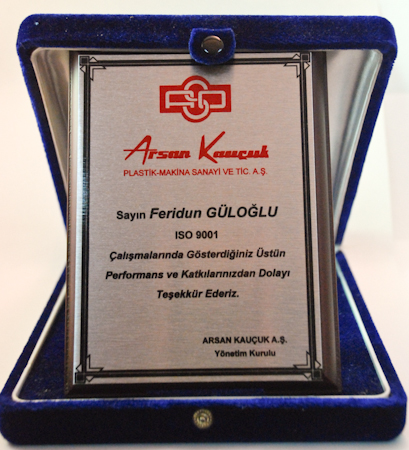 Arsan Kauçuk
PLASTİK-MAKİNA SANAYİ VE TİC. A.Ş.
Sayın Feridun GÜLOĞLU
ISO 9001
Çalışmalarında Gösterdiğiniz Üstün
Performans ve Katkılarınızdan Dolayı
Teşekkür Ederiz.
ARSAN KAUÇUK A.Ş.
Yönetim Kurulu